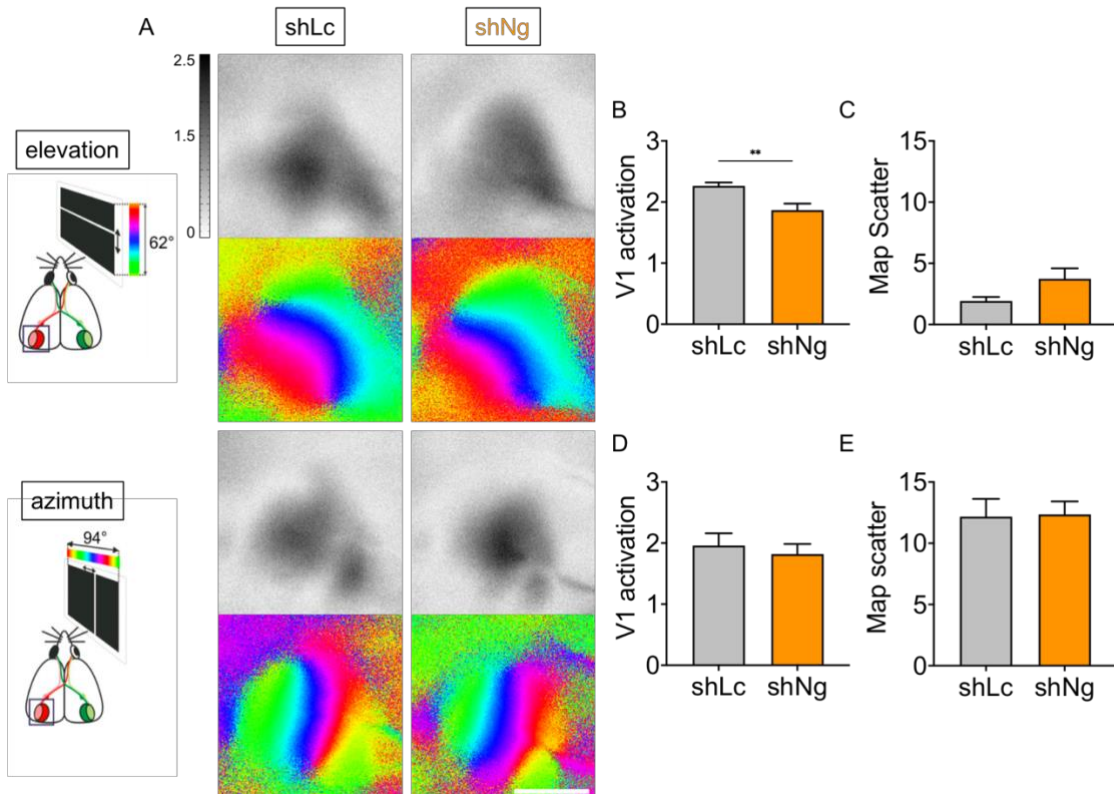 A
shLc
shNg
2.5
1.5
0
elevation
62°
B
V1 activation
3
2
1
0
**
shLc
shNg
C
Map Scatter
15
10
5
0
shLc
shNg
azimuth
94°
D
V1 activation
3
2
1
0
shLc
shNg
E
Map scatter
15
10
5
0
shLc
shNg